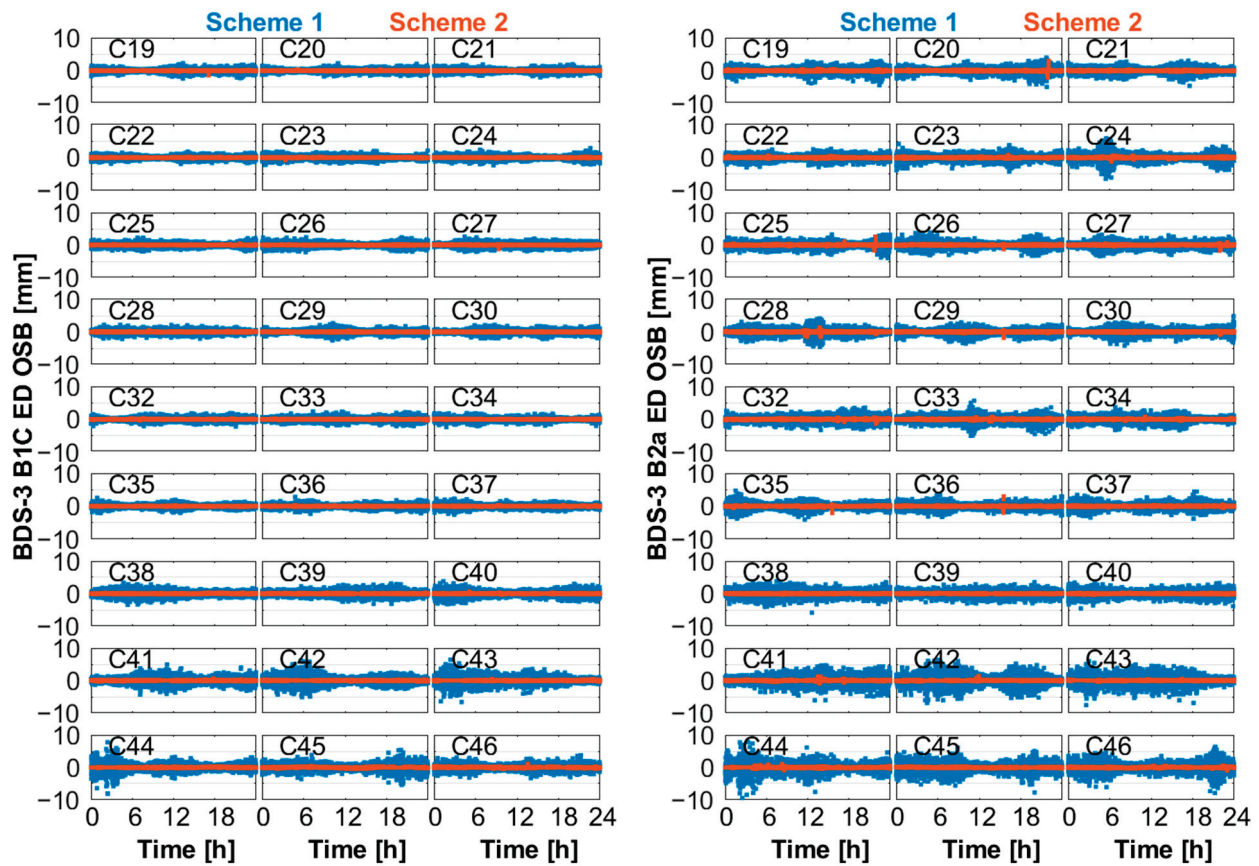 Scheme 1 Scheme 2 Scheme 1 Scheme 2
10 C19 C20 C21 10 C19 C20 C21
0 0
−10 −10
10 C22 C23 C24 10 C22 C23 C24
0 0
−10 −10
10 C25 C26 C27 10 C25 C26 C27
0 0
−10 −10
10 C28 C29 C30 10 C28 C29 C30
0 0
−10 −10
10 C32 C33 C34 10 C32 C33 C34
0 0
−10 −10
10 C35 C36 C37 10 C35 C36 C37
0 0
−10 −10
10 C38 C39 C40 10 C38 C39 C40
0 0
−10 −10
10 C41 C42 C43 10 C41 C42 C43
0 0
−10 −10
10 C44 C45 C46 10 C44 C45 C46
0 0
−10 −10
0 6 12 18 0 6 12 18 0 6 12 18 24 0 6 12 18 0 6 12 18 0 6 12 18 24
Time [h] Time [h] Time [h] Time [h] Time [h] Time [h]
BDS-3 B1C ED OSB [mm]
BDS-3 B2a ED OSB [mm]